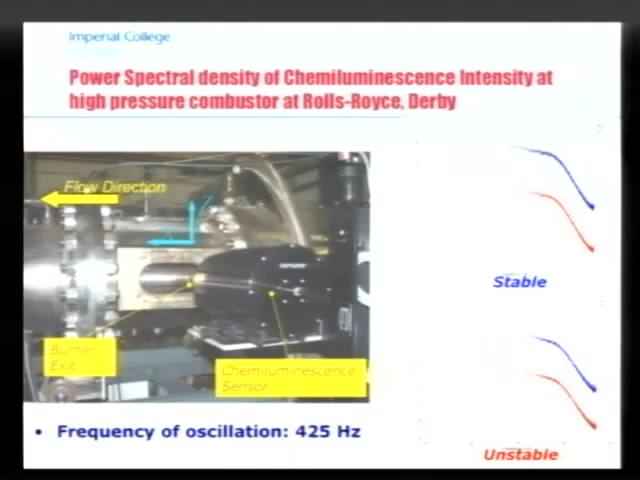 Imperial College
Power Spectral density of Chemiluminescence Intensity at
high pressure combustor at Rolls-Royce, Derby
Flow Direction
Z
Burner
Exit
Chemiluminescence
Sensor
Stable
• Frequency of oscillation: 425 Hz
Unstable